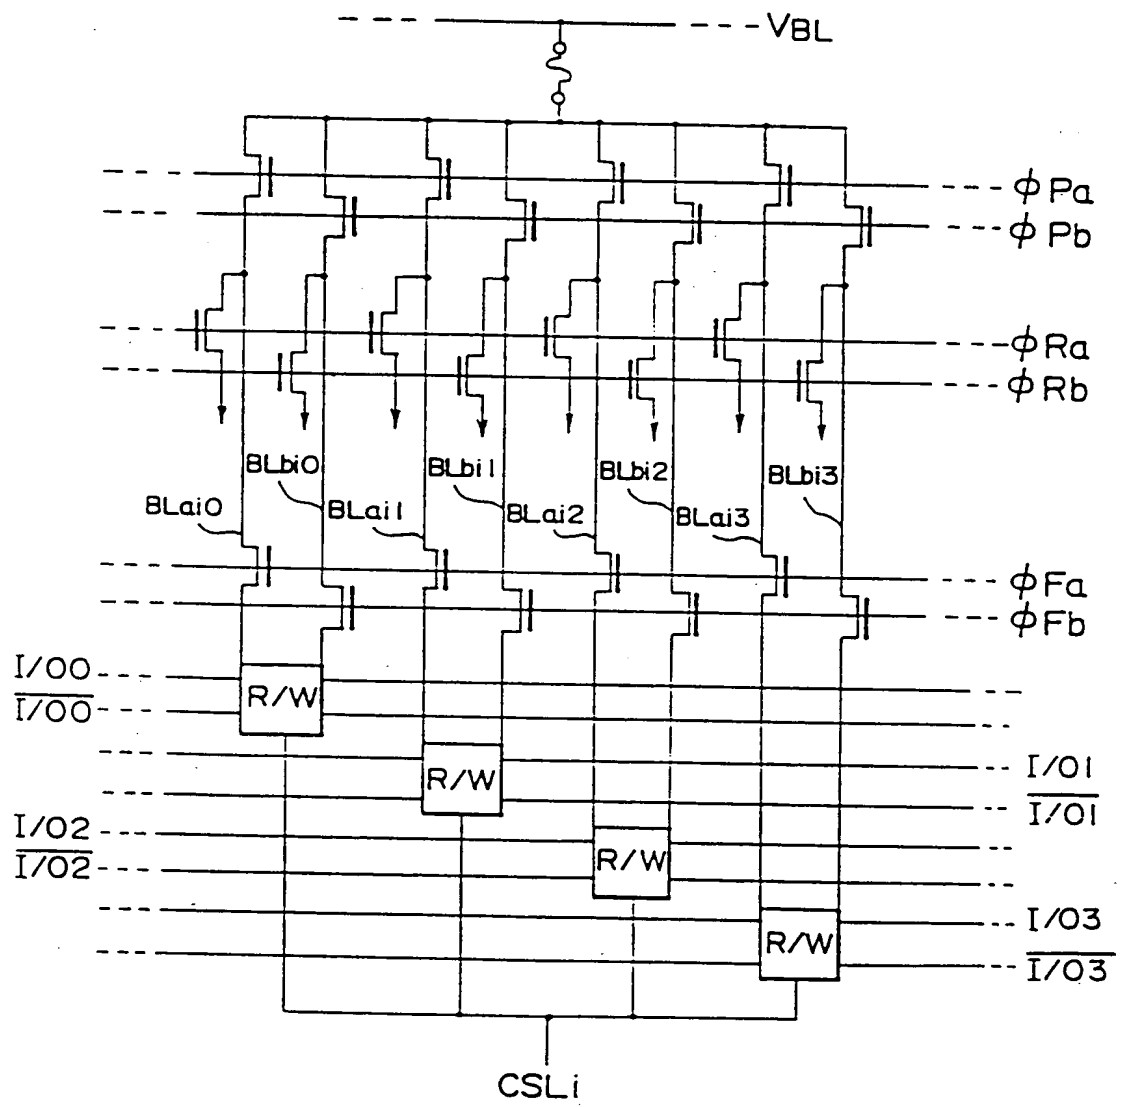 VBL
ϕPa
ϕPb
ϕRa
ϕRb
BLbi0
BLbi1
BLbi2
BLbi3
BLai0
BLai1
BLai2
BLai3
ϕFa
ϕFb
I/O0
R/W
I/O0
R/W
I/O1
I/O1
I/O2
R/W
I/O2
I/O3
R/W
I/O3
CSLi